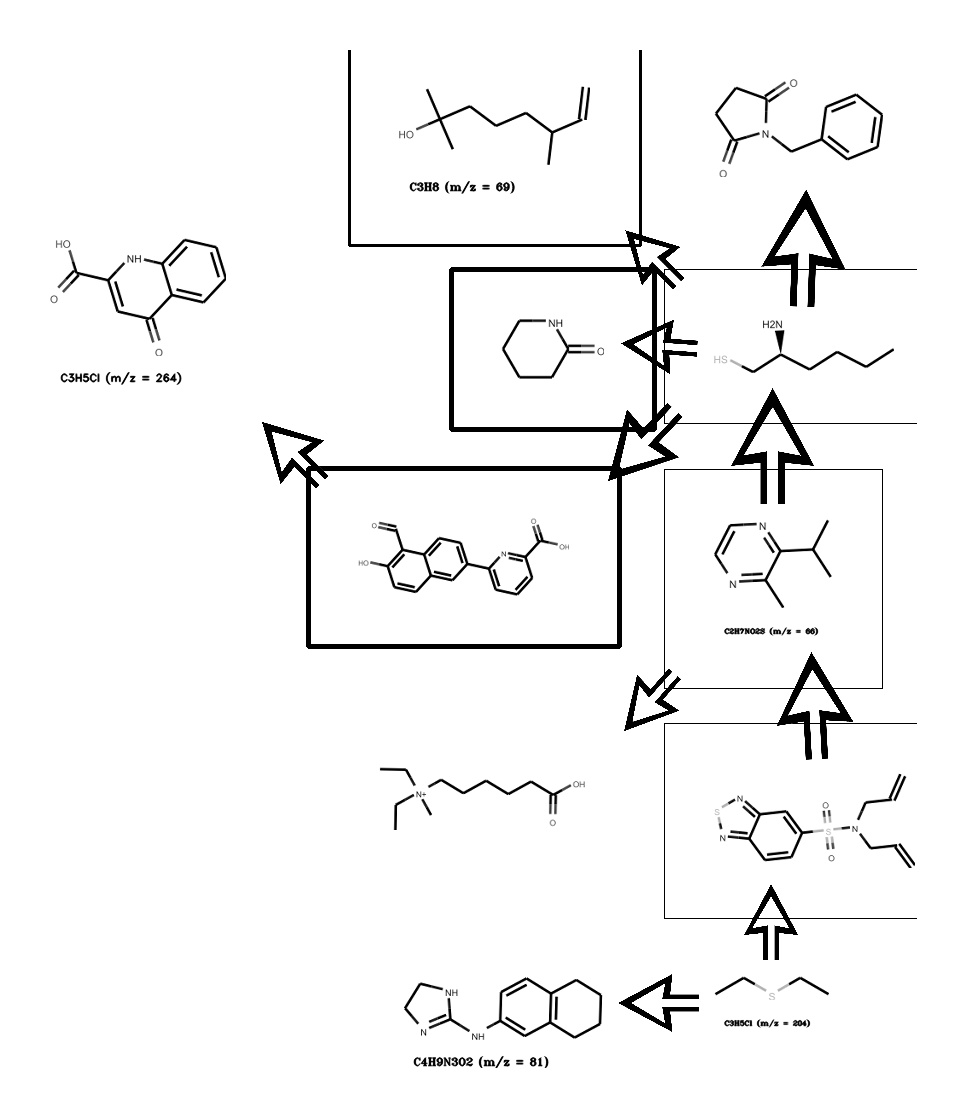 O
N
O
HO
C3H8 (m/z = 69)
HO
O
NH
O
C3H5Cl (m/z = 264)
NH
O
H2N
HS
O
HO
N
O
OH
N
N
C2H7NO2S (m/z = 66)
N+
OH
O
S
N
N
O
S
O
N
NH
N
NH
C4H9N3O2 (m/z = 81)
S
C3H5Cl (m/z = 204)